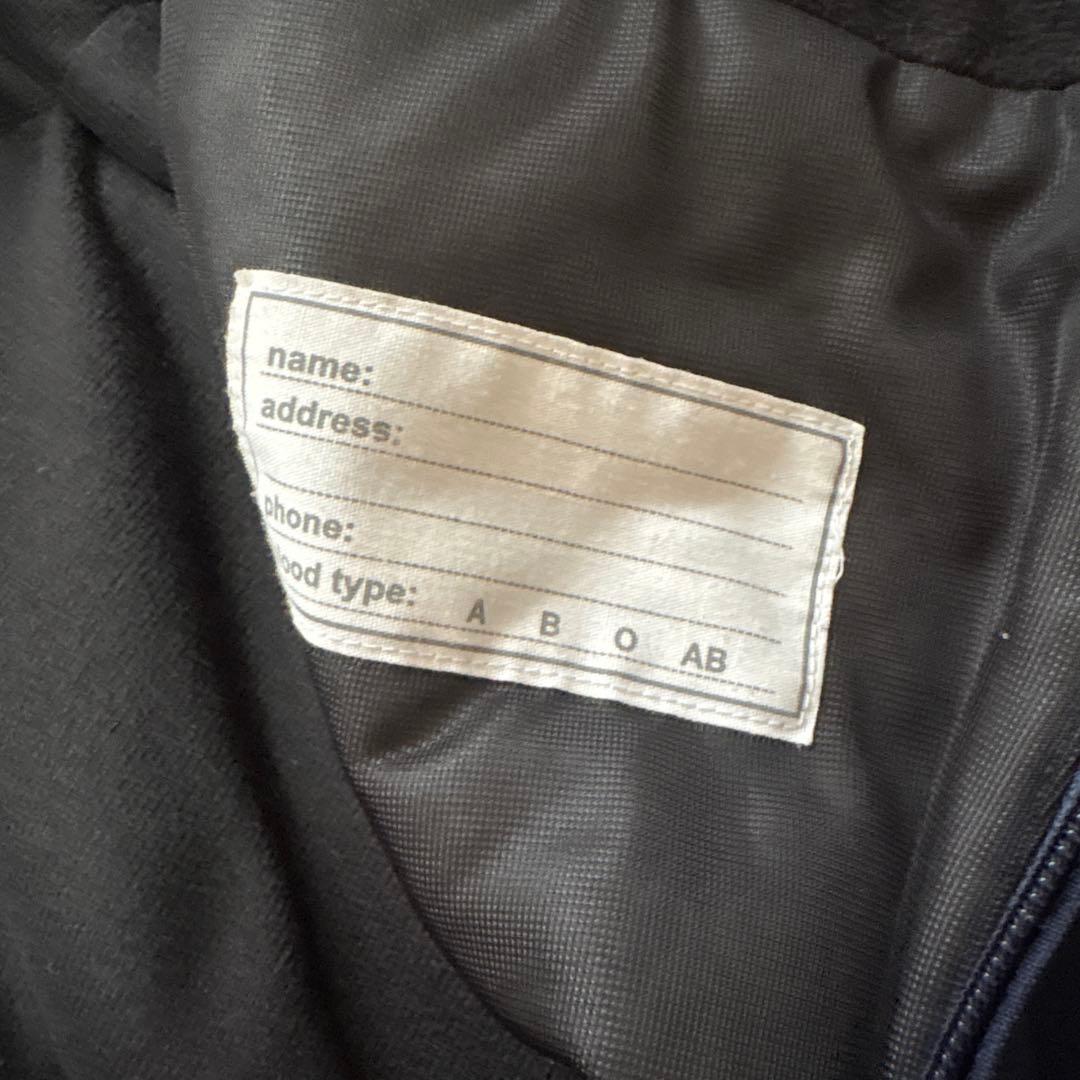 name:
address:
phone:
ood type: A B O AB